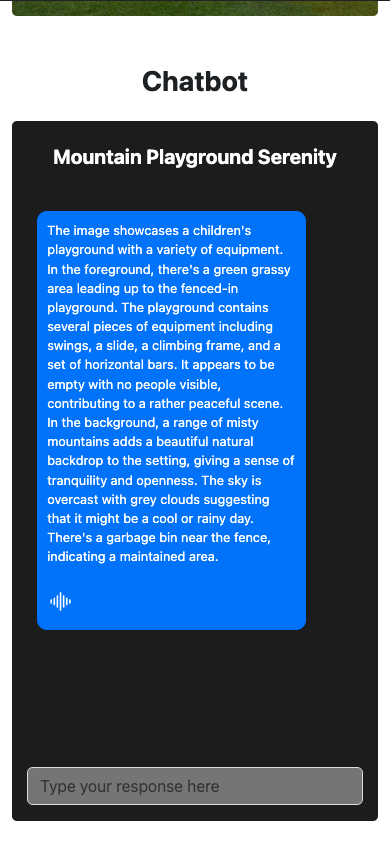 Chatbot
Mountain Playground Serenity
The image showcases a children's
playground with a variety of equipment.
In the foreground, there's a green grassy
area leading up to the fenced-in
playground. The playground contains
several pieces of equipment including
swings, a slide, a climbing frame, and a
set of horizontal bars. It appears to be
empty with no people visible,
contributing to a rather peaceful scene.
In the background, a range of misty
mountains adds a beautiful natural
backdrop to the setting, giving a sense of
tranquility and openness. The sky is
overcast with grey clouds suggesting
that it might be a cool or rainy day.
There's a garbage bin near the fence,
indicating a maintained area.
Type your response here